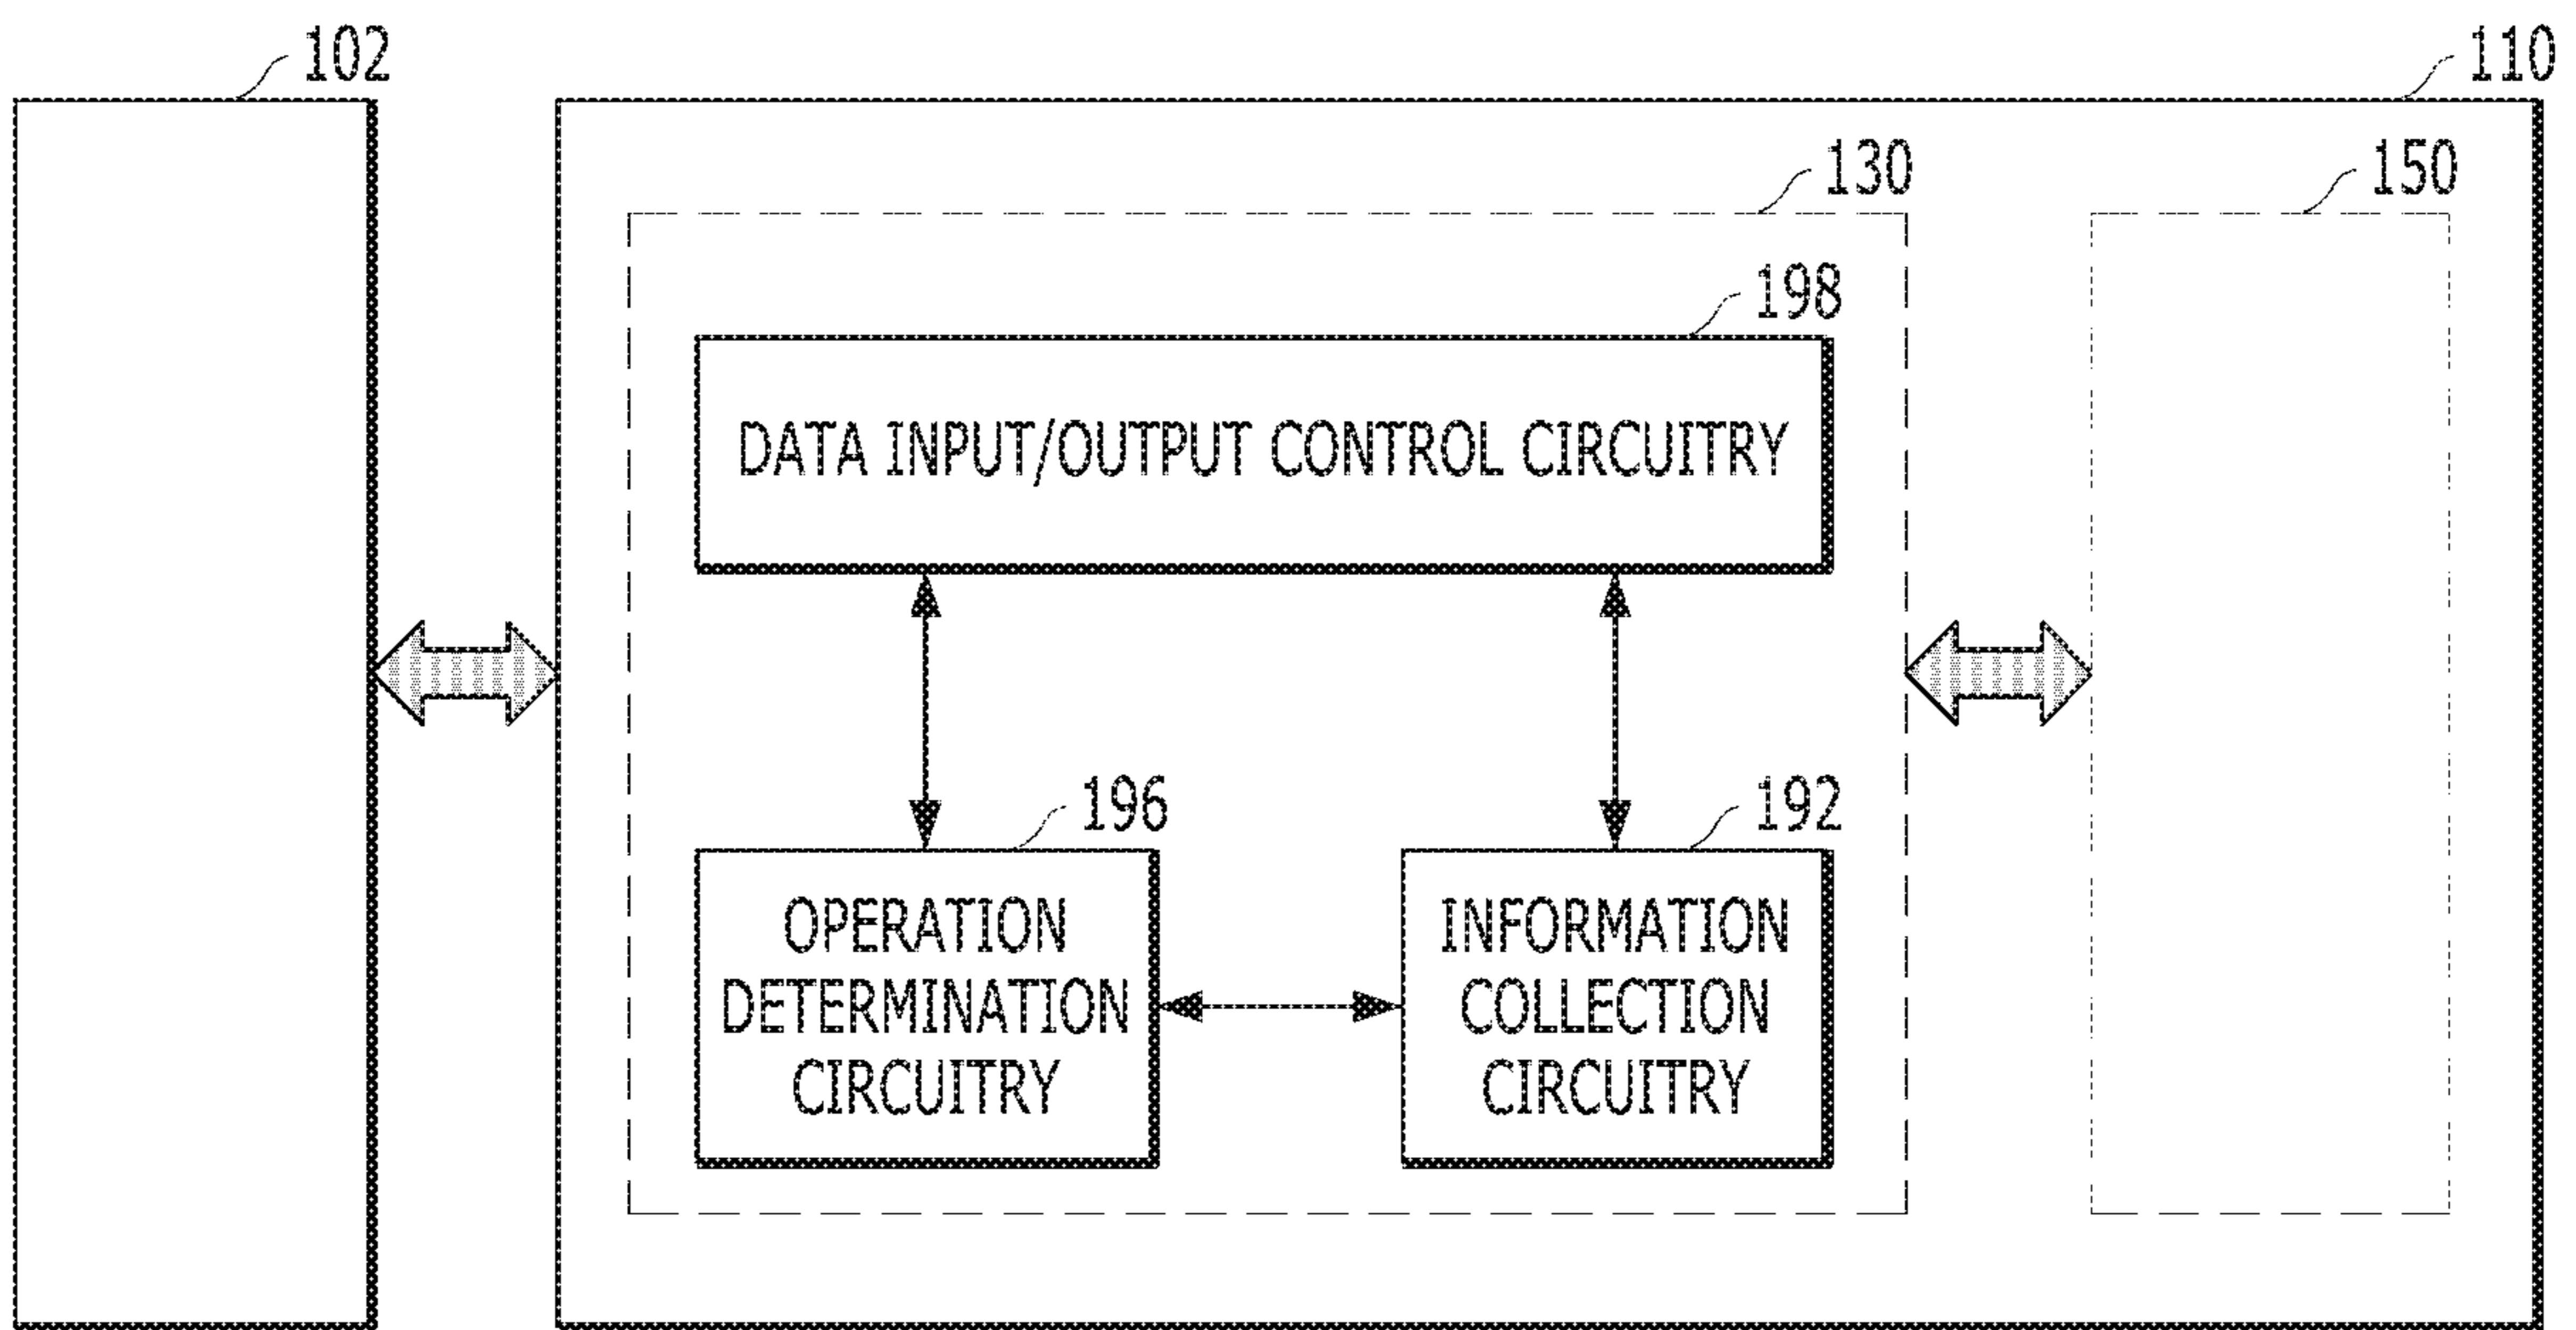 102
110
130
150
198
DATA INPUT/OUTPUT CONTROL CIRCUITRY
196
192
OPERATION
DETERMINATION
CIRCUITRY
INFORMATION
COLLECTION
CIRCUITRY